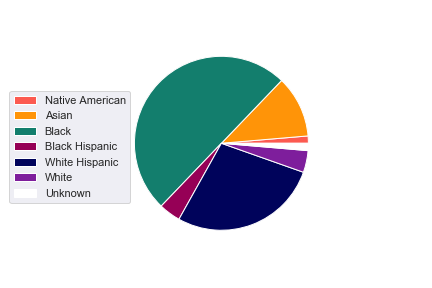 Native American
Asian
Black
Black Hispanic
White Hispanic
White
Unknown